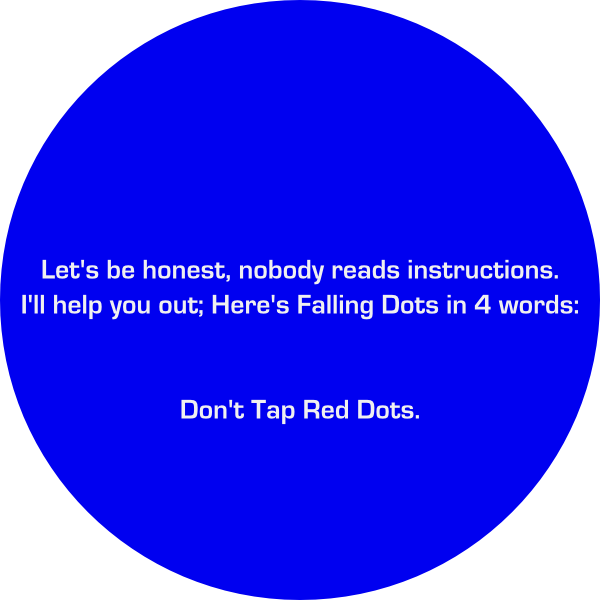 Let's be honest, nobody reads instructions.
I'll help you out; Here's Falling Dots in 4 words:
Don't Tap Red Dots.